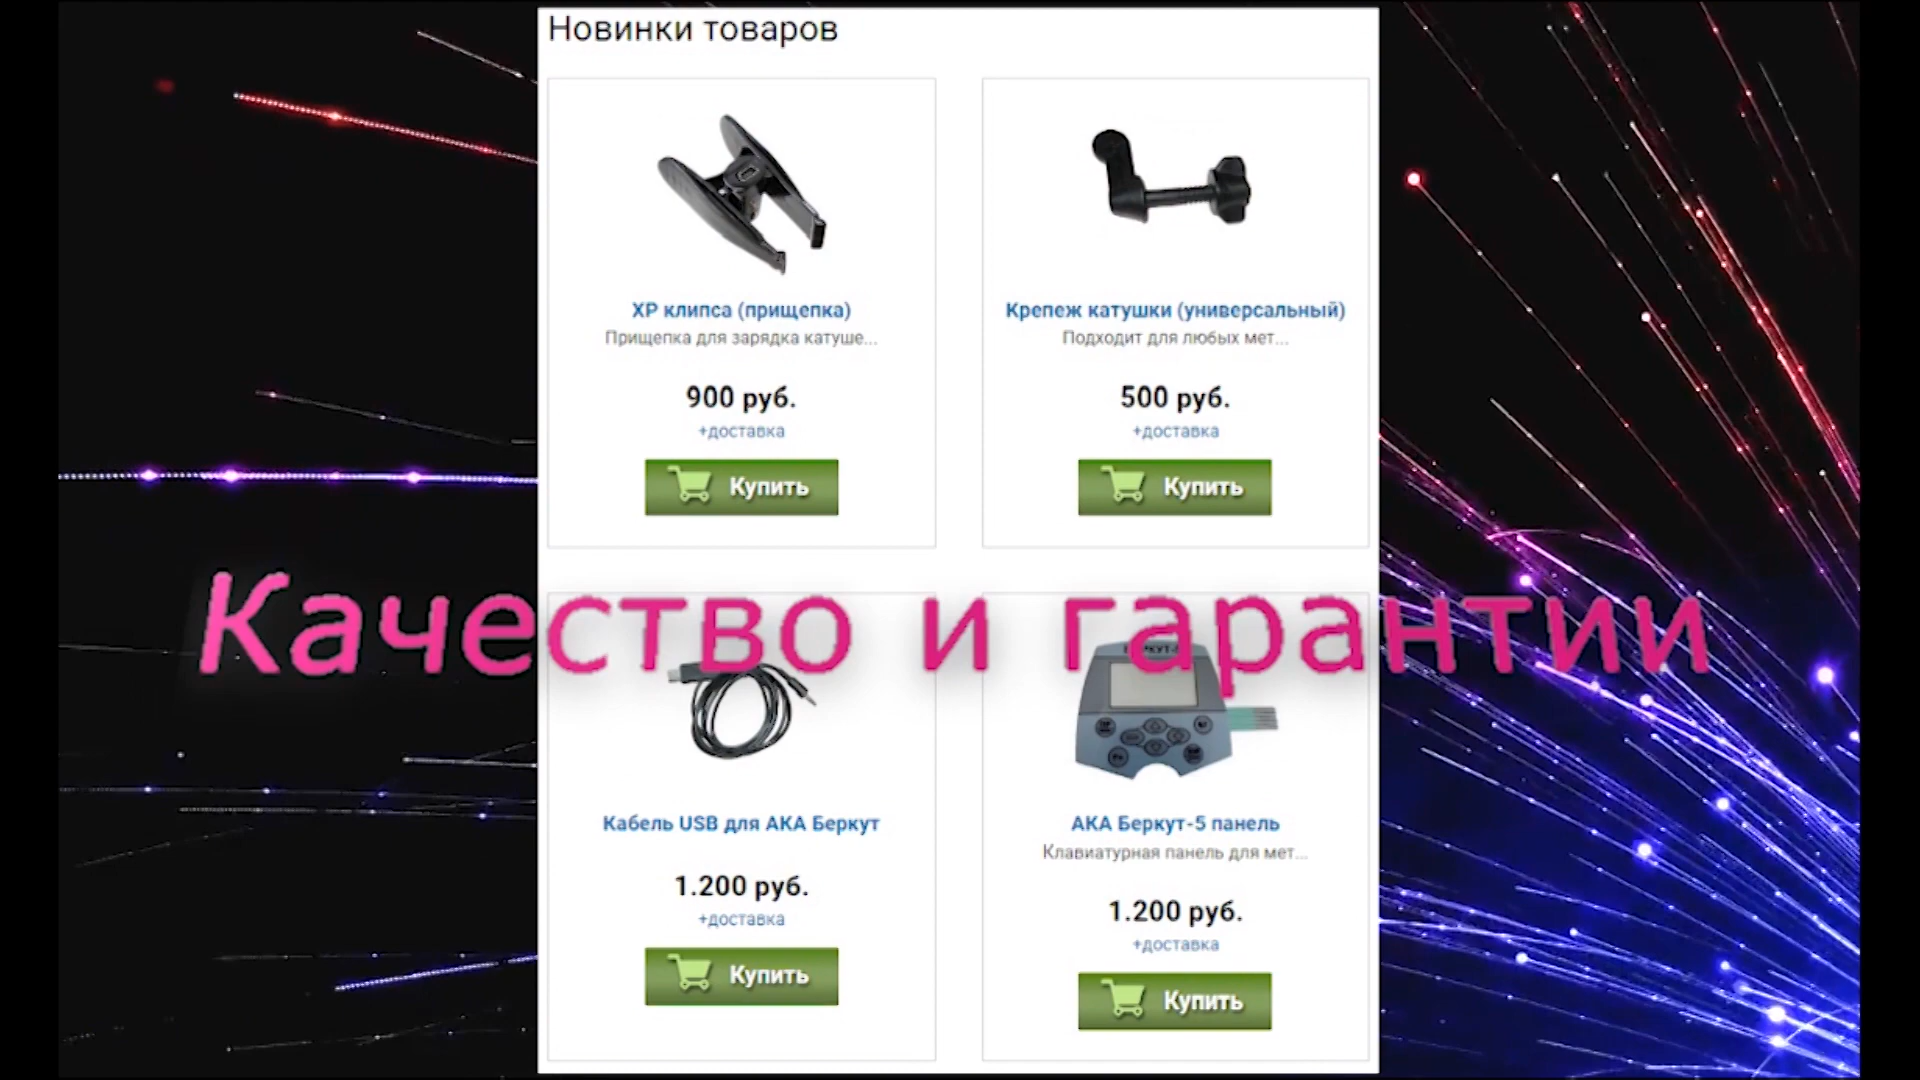 Новинки товаров
XP клипса (прищепка)
Прищепка для зарядка катуше...
900 руб.
+доставка
Купить
Крепеж катушки (универсальный)
Подходит для любых мет...
500 руб.
+доставка
Купить
Качество и гарантии
Кабель USB для АКА Беркут
1.200 руб.
+доставка
Купить
АКА Беркут-5 панель
Клавиатурная панель для мет...
1.200 руб.
+доставка
Купить